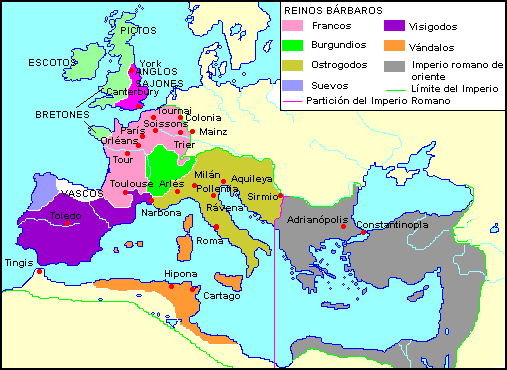 REINOS BÁRBAROS
Francos
Visigodos
Burgundios
Vándalos
Ostrogodos
Imperio romano de
oriente
Suevos
Límite del Imperio
Partición del Imperio Romano
PICTOS
ESCOTOS
York
ANGLOS
SAJONES
Canterbury
BRETONES
Tournai
Colonia
Soissons
París
Mainz
Orléans
Trier
Tour
Milán
Aquileya
Toulouse
Arlés
Pollentia
VASCOS
Sirmio
Narbona
Rávena
Toledo
Adrianópolis
Constantinopla
Roma
Tingis
Hipona
Cartago